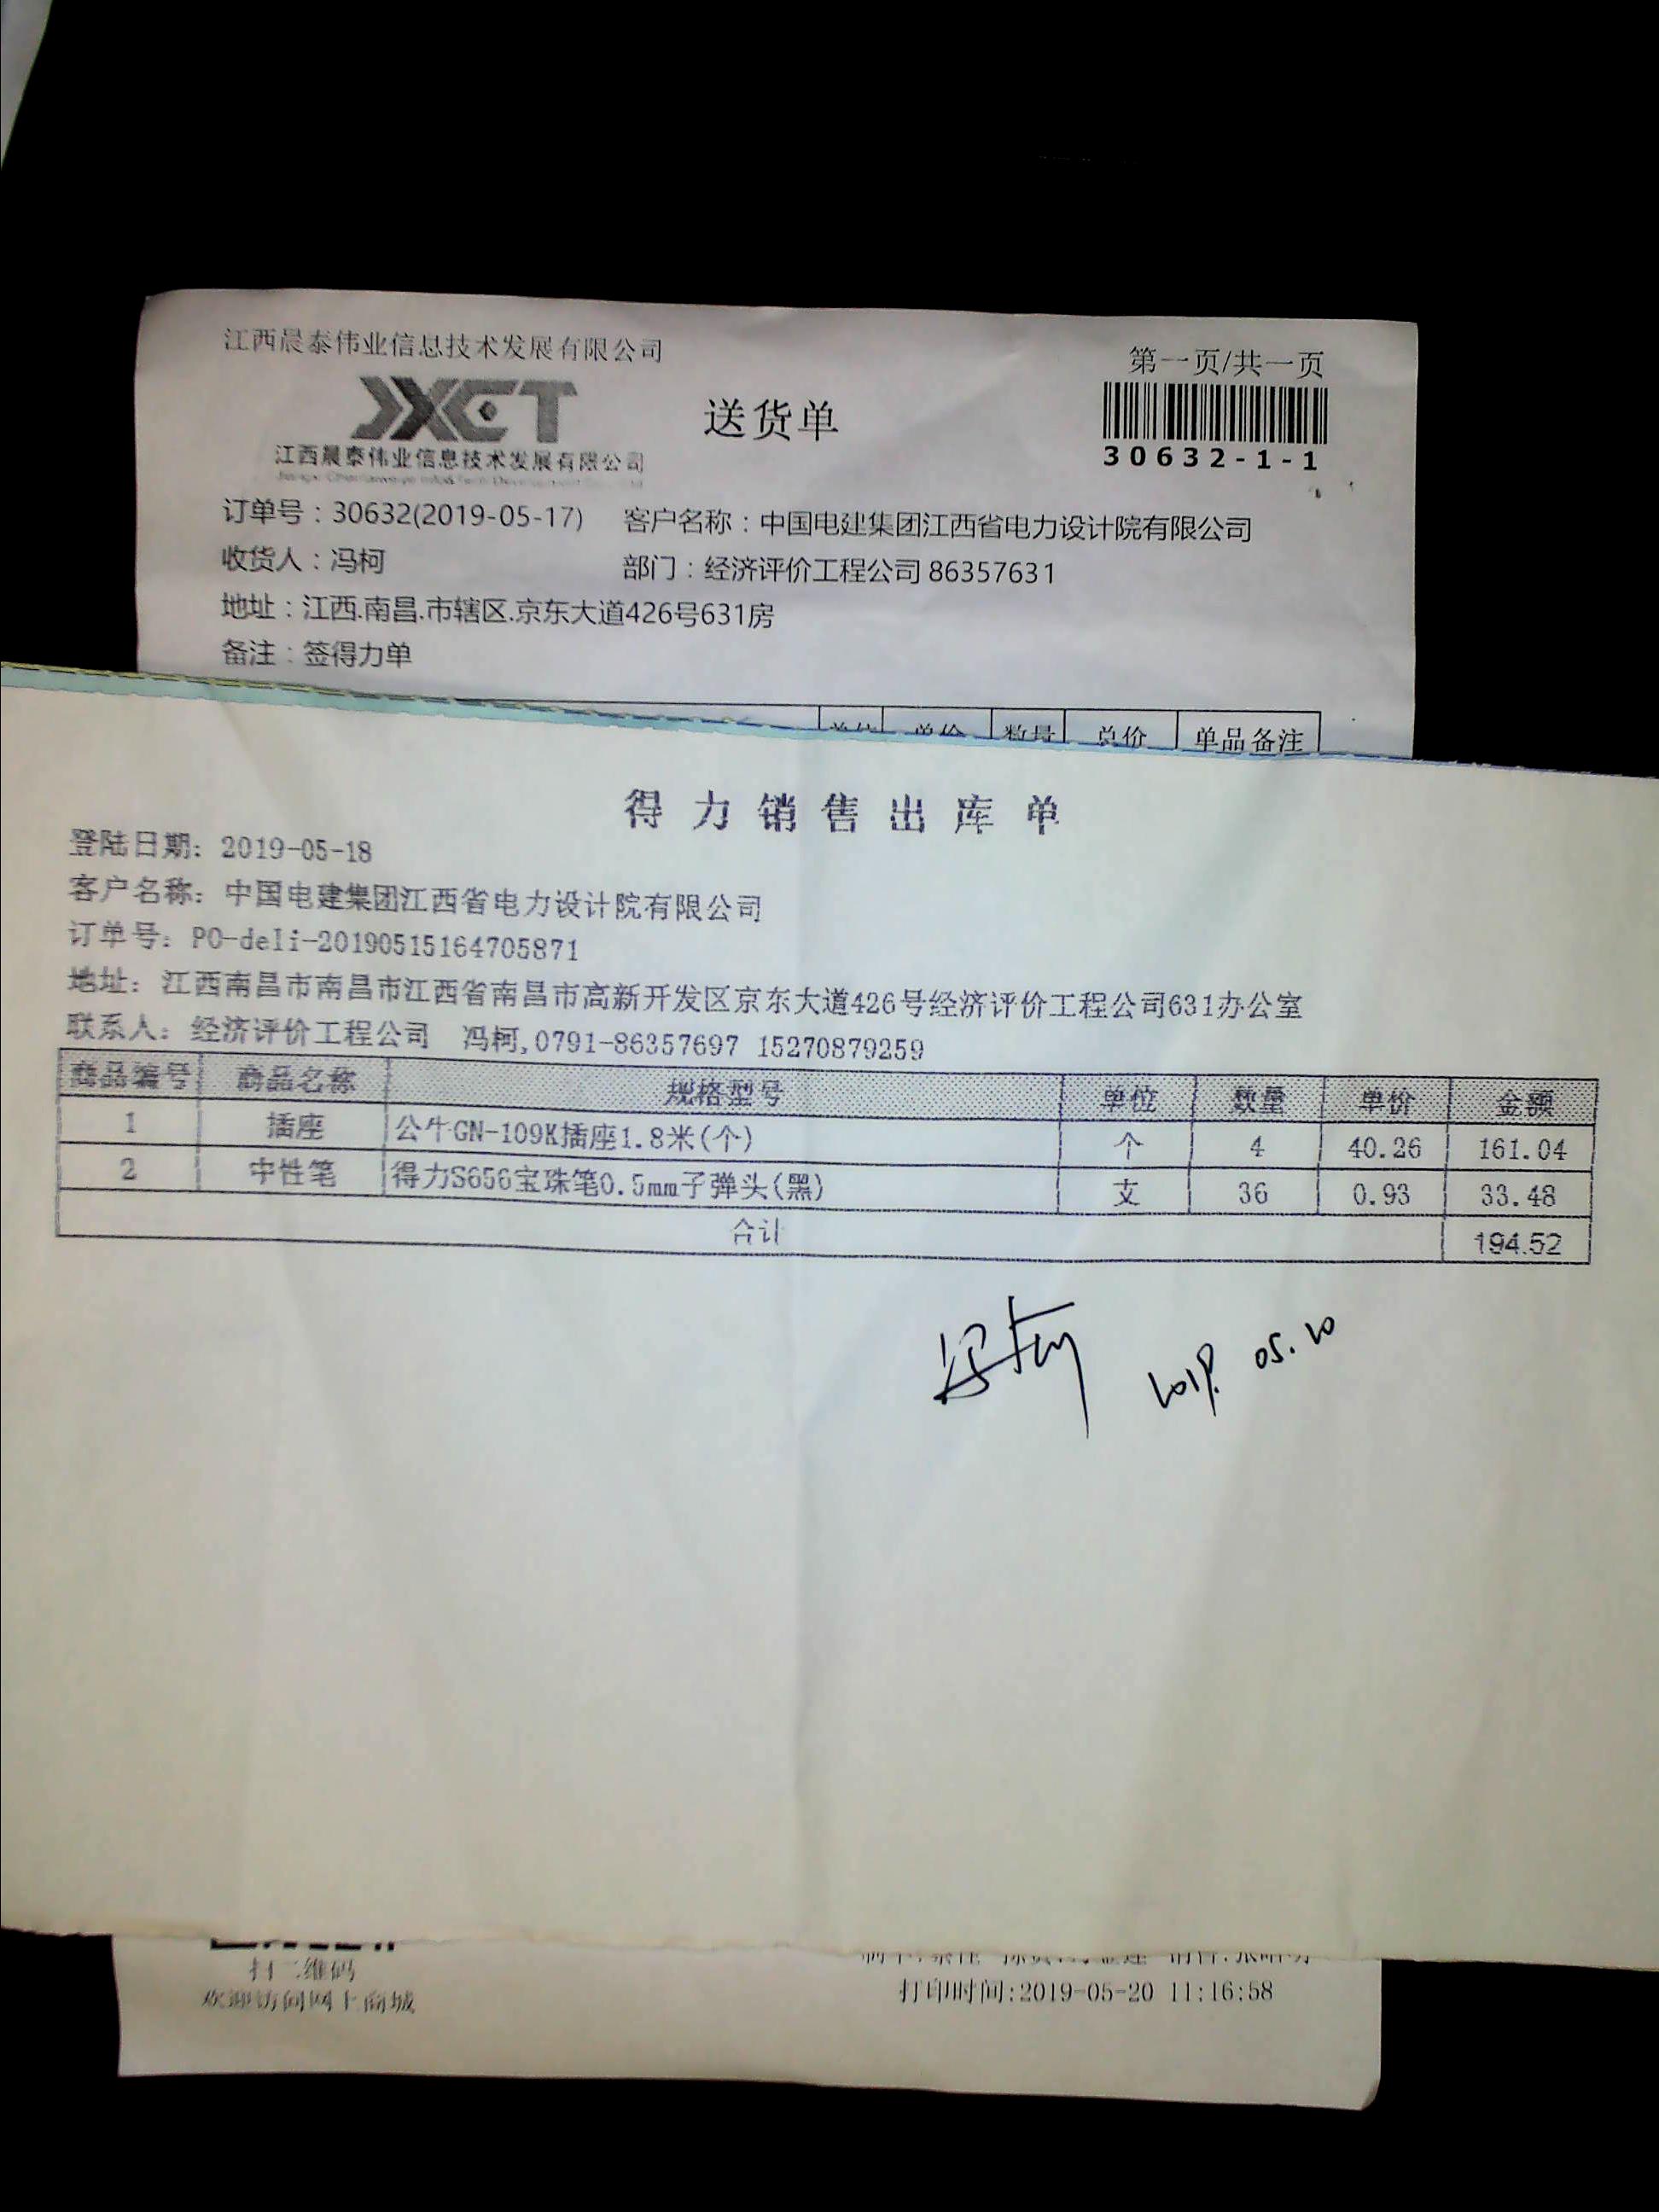 江西晨泰伟业信息技术发展有限公司
第一页/共一页
JXCT
送货单
江西晨泰伟业信息技术发展有限公司
30632-1-1
订单号：30632(2019-05-17) 客户名称：中国电建集团江西省电力设计院有限公司
收货人：冯柯 部门：经济评价工程公司 86357631
地址：江西.南昌.市辖区.京东大道426号631房
备注：签得力单
单位 单价 数量 总价 单品备注
得力销售出库单
登陆日期：2019-05-18
客户名称：中国电建集团江西省电力设计院有限公司
订单号：PO-deli-20190515164705871
地址：江西南昌市南昌市江西省南昌市高新开发区京东大道426号经济评价工程公司631办公室
联系人：经济评价工程公司 冯柯,0791-86357697 15270879259
商品编号 商品名称 规格型号 单位 数量 单价 金额
1 插座 公牛GN-109K插座1.8米(个) 个 4 40.26 161.04
2 中性笔 得力S656宝珠笔0.5mm子弹头(黑) 支 36 0.93 33.48
合计 194.52
冯柯 2019.05.20
扫二维码
欢迎访问网上商城
打印时间:2019-05-20 11:16:58